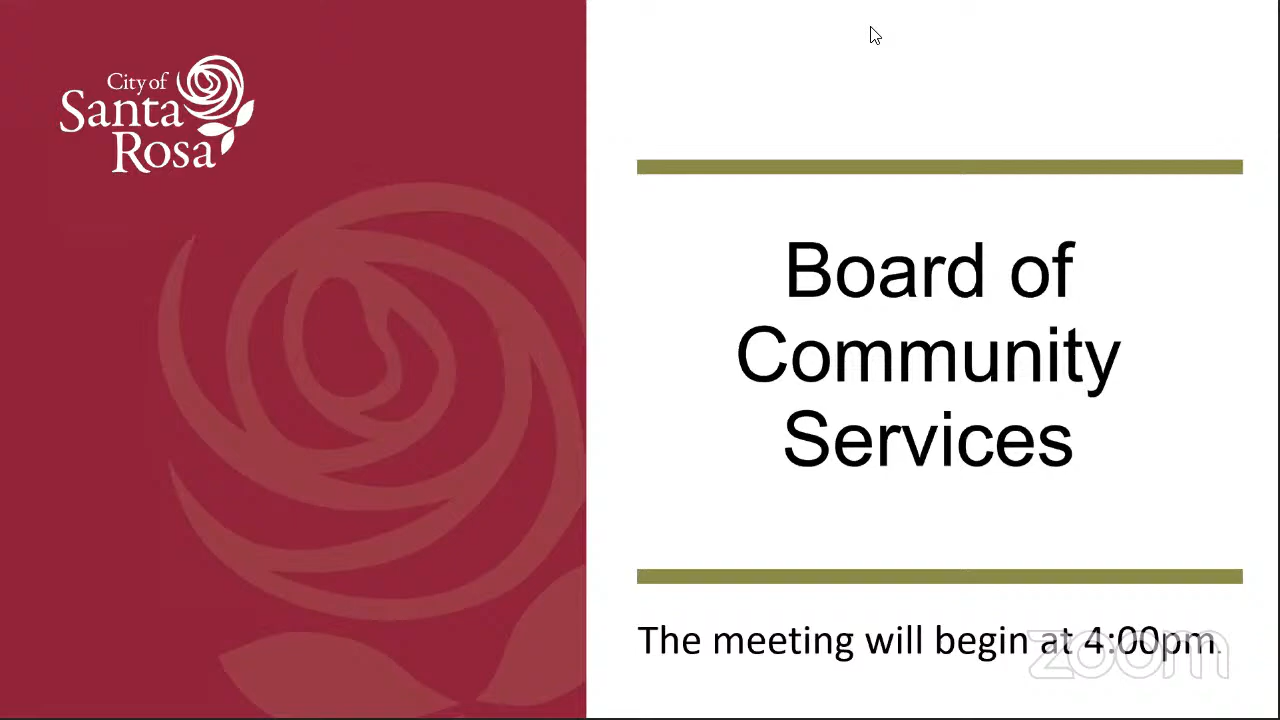 City of
Santa
Rosa
Board of
Community
Services
The meeting will begin at 4:00pm.
zoom